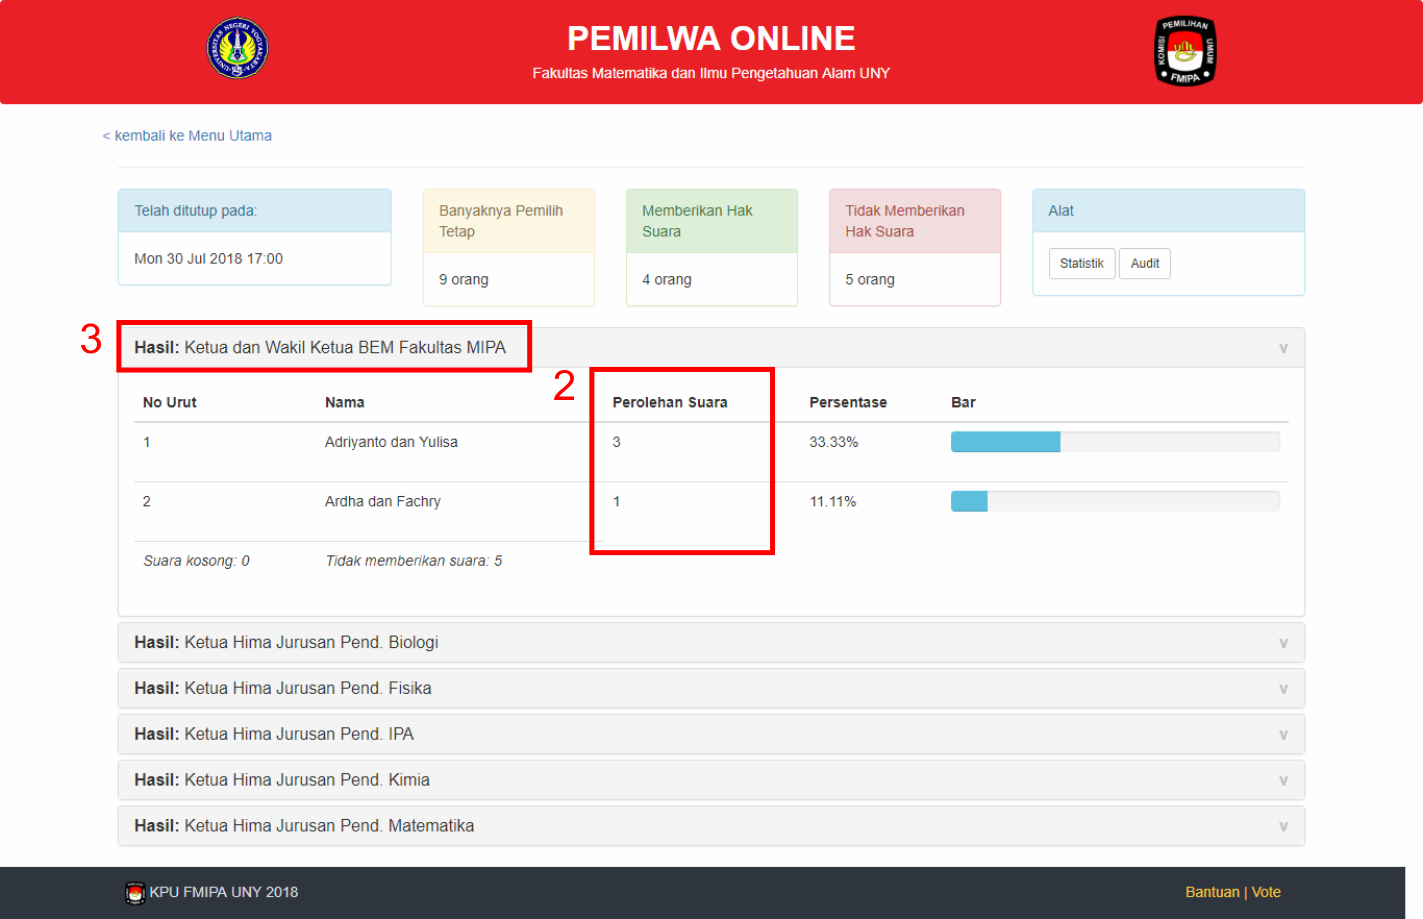 PEMILWA ONLINE
Fakultas Matematika dan Ilmu Pengetahuan Alam UNY
UNIVERSITAS NEGERI YOGYAKARTA
KOMISI PEMILIHAN UMUM
FMIPA
< kembali ke Menu Utama
Telah ditutup pada:
Mon 30 Jul 2018 17:00
Banyaknya Pemilih
Tetap
9 orang
Memberikan Hak
Suara
4 orang
Tidak Memberikan
Hak Suara
5 orang
Alat
Statistik Audit
3
Hasil: Ketua dan Wakil Ketua BEM Fakultas MIPA v
2
No Urut Nama Perolehan Suara Persentase Bar
1 Adriyanto dan Yulisa 3 33.33%
2 Ardha dan Fachry 1 11.11%
Suara kosong: 0 Tidak memberikan suara: 5
Hasil: Ketua Hima Jurusan Pend. Biologi v
Hasil: Ketua Hima Jurusan Pend. Fisika v
Hasil: Ketua Hima Jurusan Pend. IPA v
Hasil: Ketua Hima Jurusan Pend. Kimia v
Hasil: Ketua Hima Jurusan Pend. Matematika v
KPU FMIPA UNY 2018
Bantuan | Vote